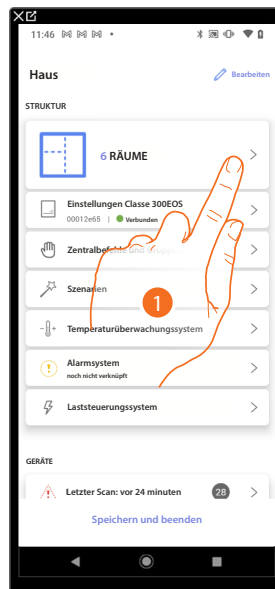 11:46
Haus
Bearbeiten
STRUKTUR
6 RÄUME
Einstellungen Classe 300EOS
00012e65 | Verbunden
Zentralbefehle und
Szenarien
1
Temperaturüberwachungssystem
Alarmsystem
noch nicht verknüpft
Laststeuerungssystem
GERÄTE
Letzter Scan: vor 24 minuten 28
Speichern und beenden